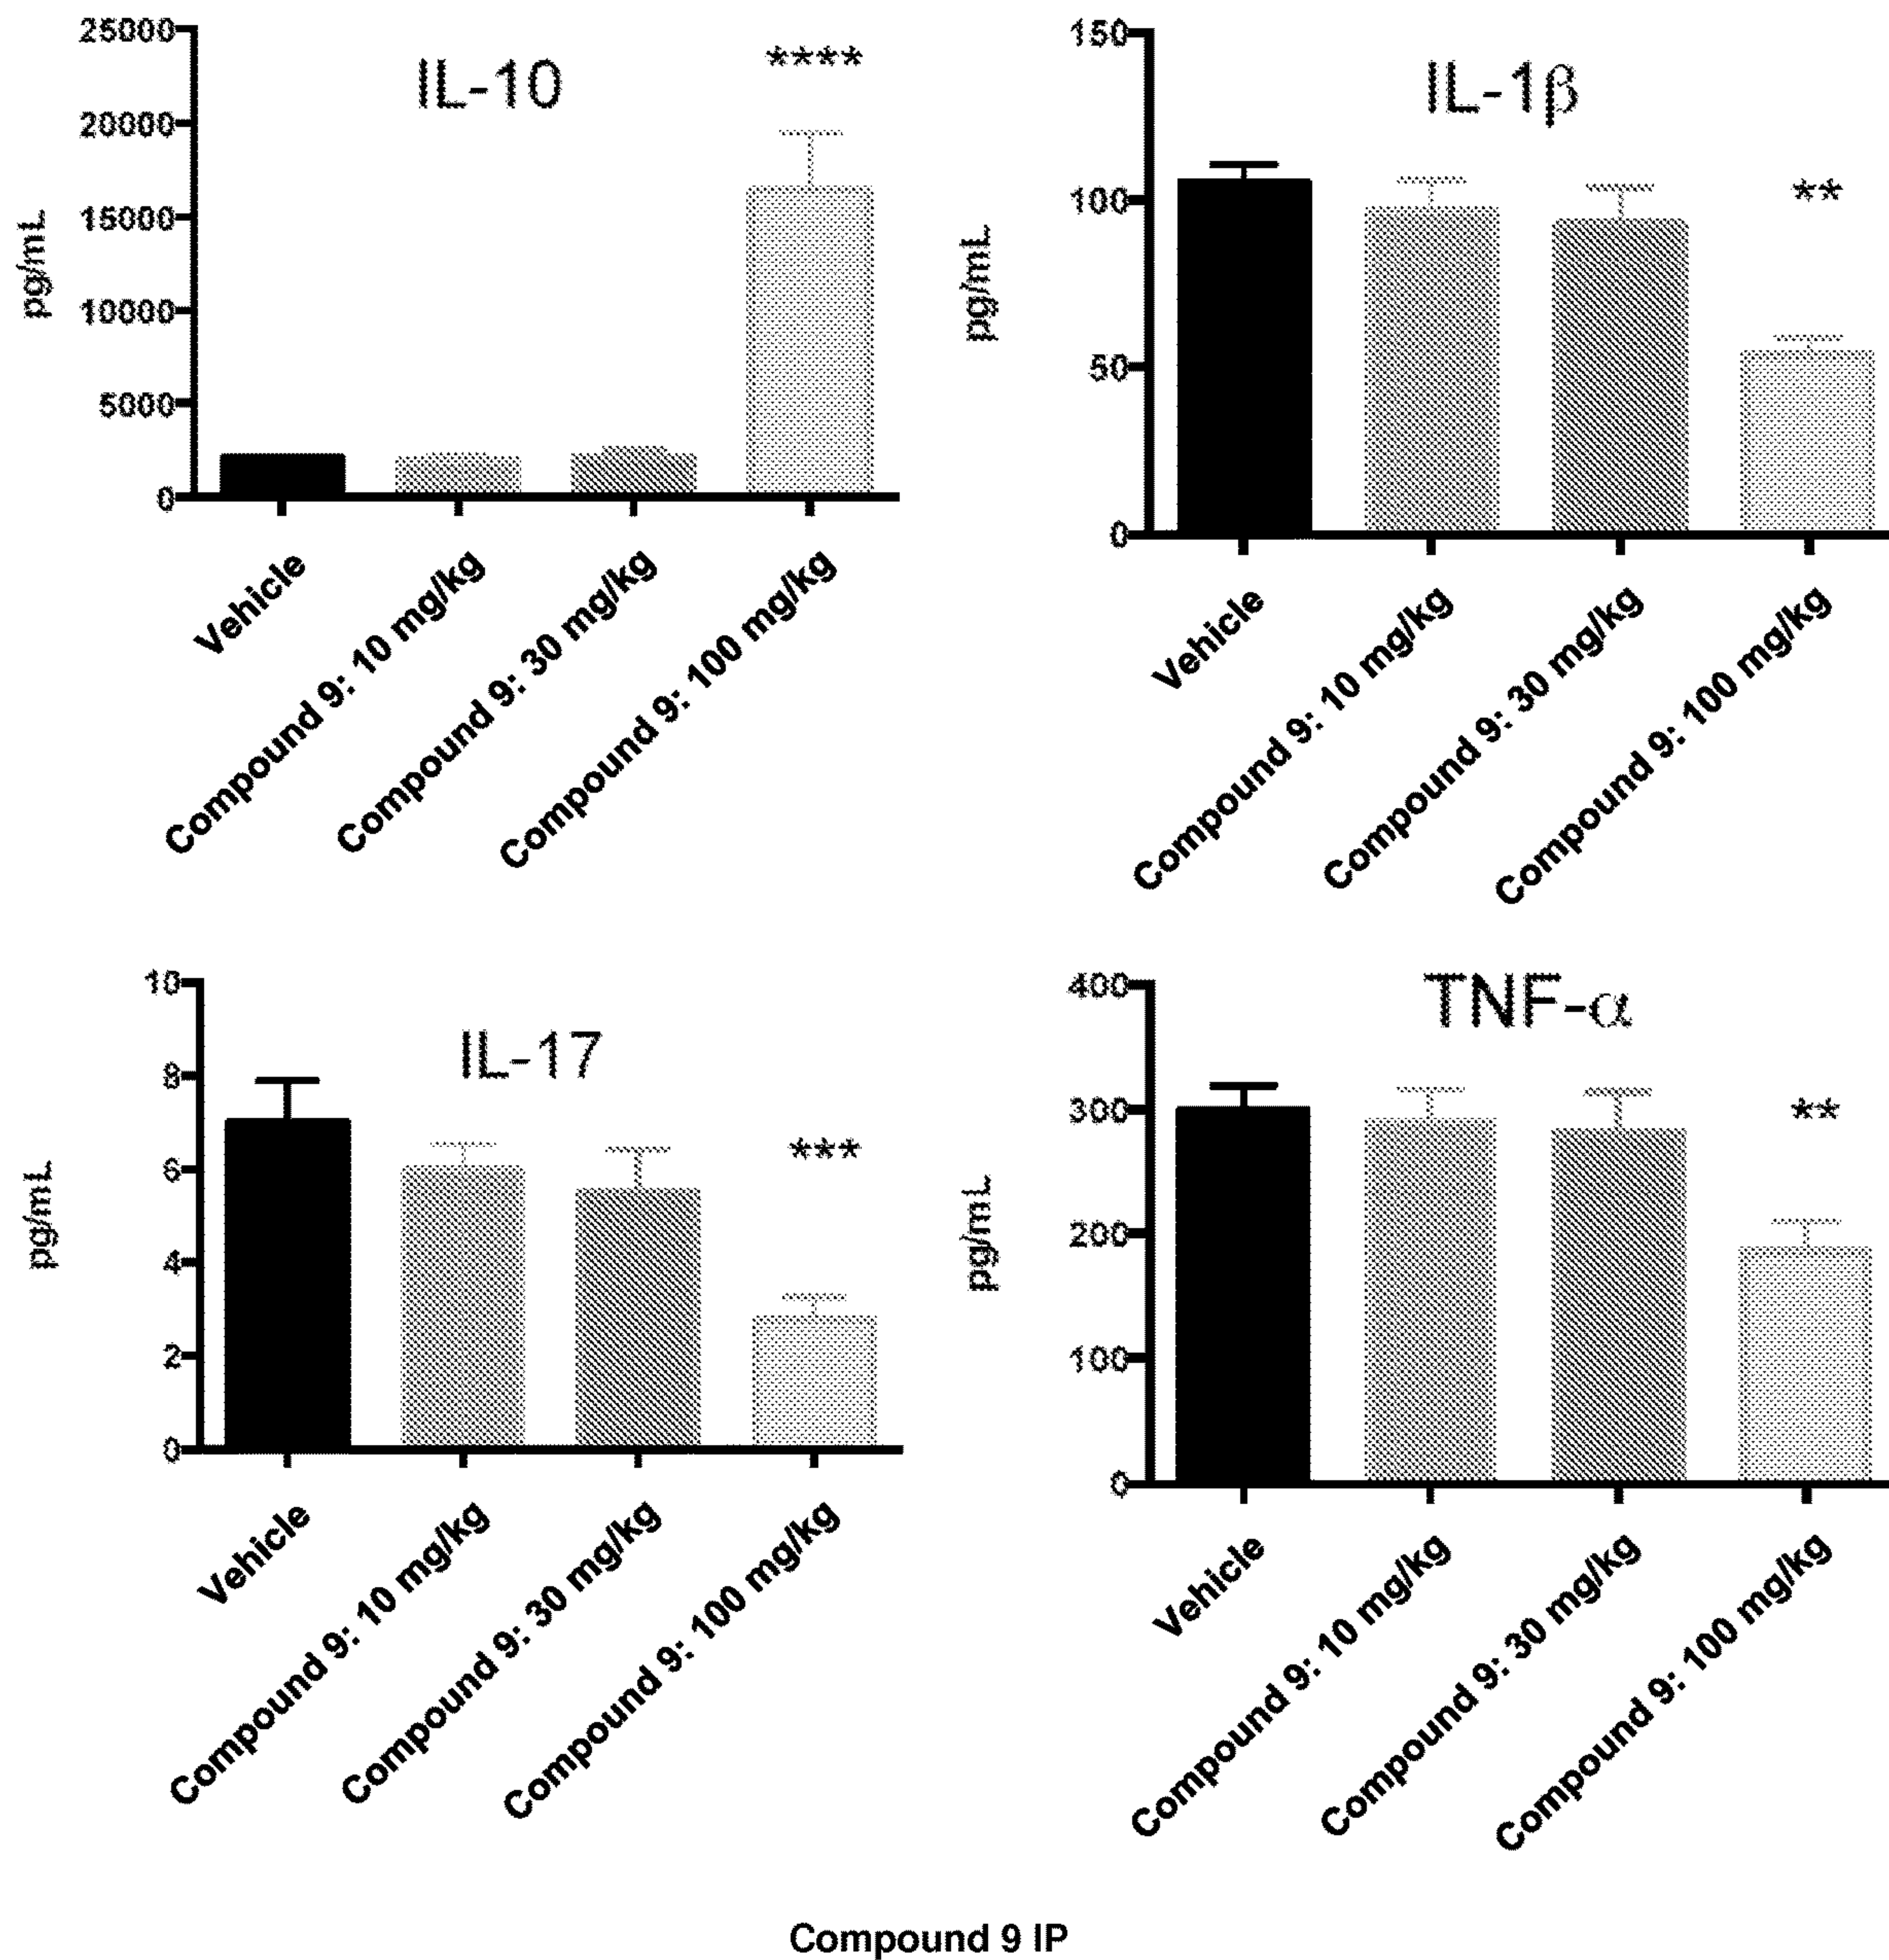 IL-10
****
pg/mL
25000
20000
15000
10000
5000
0
Vehicle
Compound 9: 10 mg/kg
Compound 9: 30 mg/kg
Compound 9: 100 mg/kg
IL-1β
**
pg/mL
150
100
50
0
Vehicle
Compound 9: 10 mg/kg
Compound 9: 30 mg/kg
Compound 9: 100 mg/kg
IL-17
***
pg/mL
10
8
6
4
2
0
Vehicle
Compound 9: 10 mg/kg
Compound 9: 30 mg/kg
Compound 9: 100 mg/kg
TNF-α
**
pg/mL
400
300
200
100
0
Vehicle
Compound 9: 10 mg/kg
Compound 9: 30 mg/kg
Compound 9: 100 mg/kg
Compound 9 IP